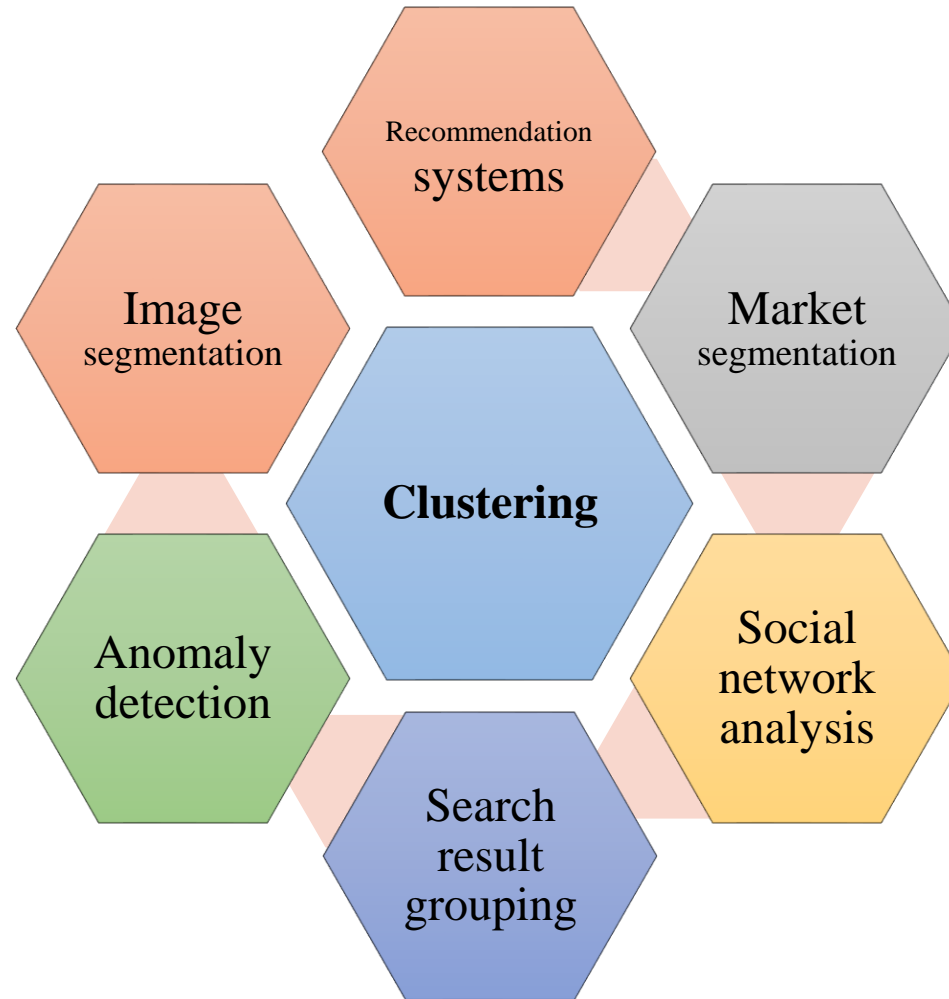 Recommendation
systems
Image
segmentation
Market
segmentation
Clustering
Anomaly
detection
Social
network
analysis
Search
result
grouping